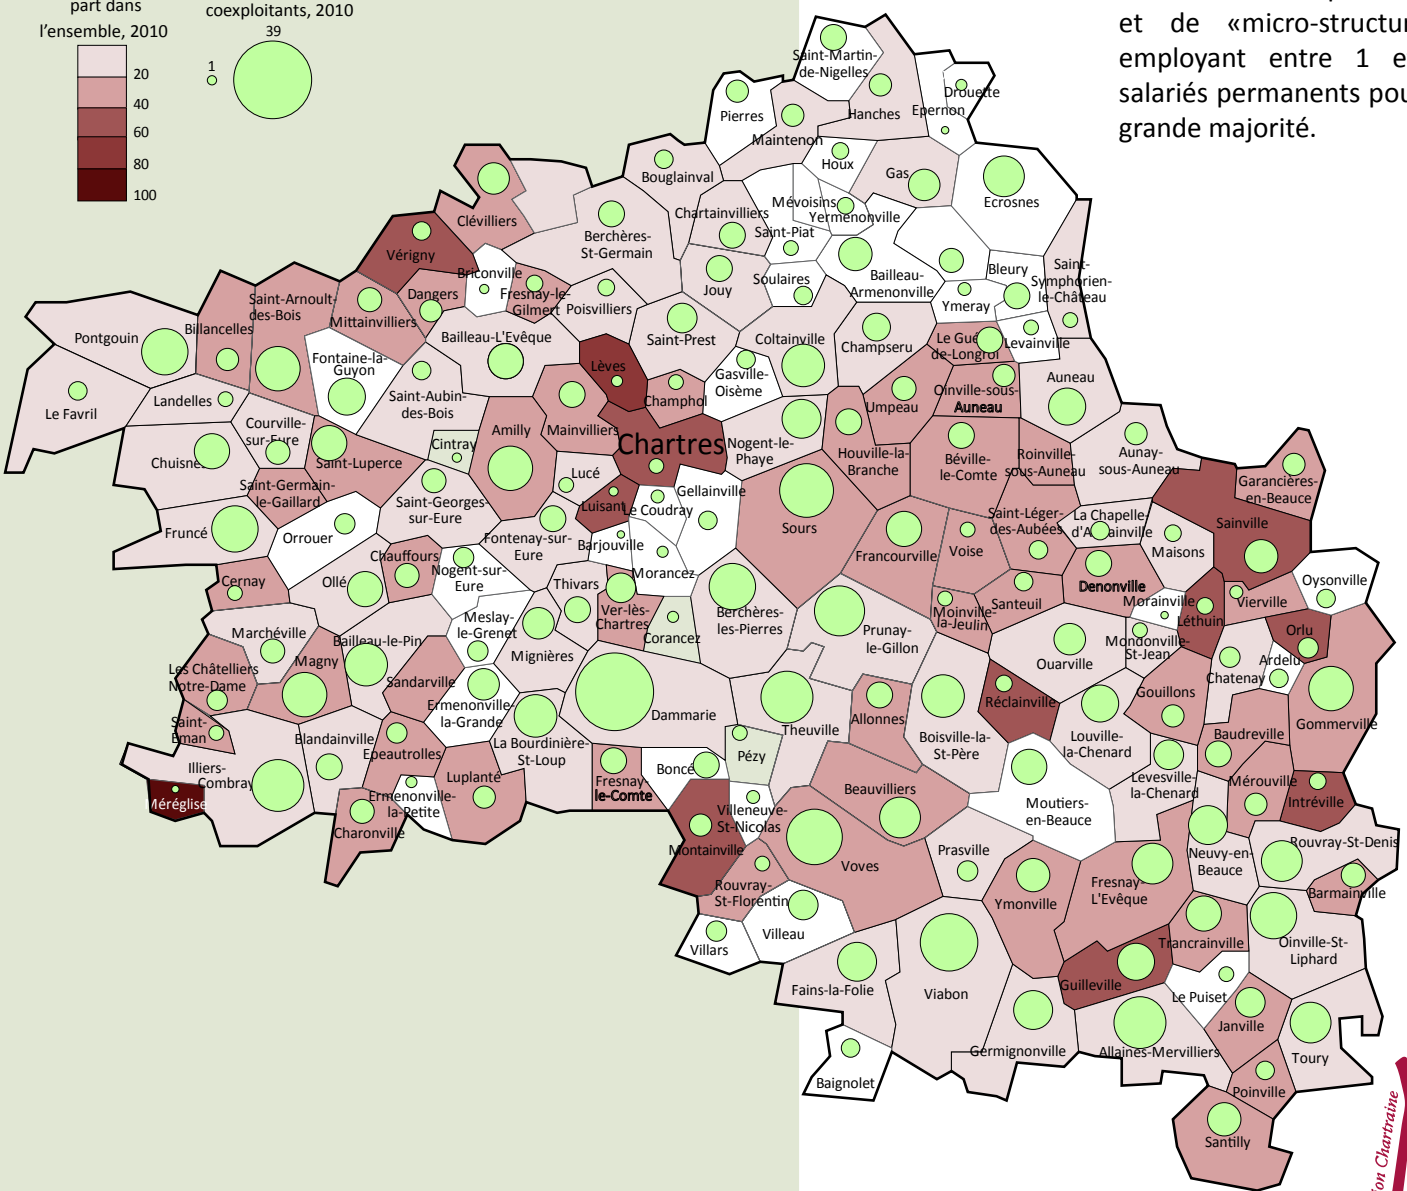 part dans
l'ensemble, 2010
20
40
60
80
100
coexploitants, 2010
39
1
et de «micro-structur
employant entre 1 e
salariés permanents pou
grande majorité.
Saint-Martin-
de-Nigelles
Drouette
Pierres
Hanches
Epernon
Maintenon
Houx
Bouglainval
Gas
Ecrosnes
Clévilliers
Chartainvilliers
Mévoisins
Yermenonville
Saint-Piat
Berchères-
St-Germain
Vérigny
Briconville
Jouy
Soulaires
Bailleau-
Armenonville
Bleury
Saint-
Symphorien-
le-Château
Saint-Arnoult-
des-Bois
Dangers
Fresnay-le-
Gilmert
Poisvilliers
Ymeray
Mittainvilliers
Billancelles
Pontgouin
Bailleau-L'Evêque
Saint-Prest
Coltainville
Champseru
Le Gué
de-Longroi
Levainville
Fontaine-la-
Guyon
Lèves
Gasville-
Oisème
Auneau
Le Favril
Landelles
Saint-Aubin-
des-Bois
Champhol
Umpeau
Oinville-sous-
Auneau
Courville-
sur-Eure
Cintray
Amilly
Mainvilliers
Chartres
Nogent-le-
Phaye
Houville-la-
Branche
Béville-
le-Comte
Roinville-
sous-Auneau
Aunay-
sous-Auneau
Chuisnes
Saint-Luperce
Lucé
Saint-Germain-
le-Gaillard
Saint-Georges-
sur-Eure
Luisant
Le Coudray
Gellainville
Garancières-
en-Beauce
Fruncé
Orrouer
Fontenay-sur-
Eure
Barjouville
Sours
Francourville
Voise
Saint-Léger-
des-Aubées
La Chapelle-
d'Aunainville
Maisons
Sainville
Chauffours
Nogent-sur-
Eure
Morancez
Cernay
Ollé
Thivars
Denonville
Oysonville
Ver-lès-
Chartres
Corancez
Berchères-
les-Pierres
Moinville-
la-Jeulin
Santeuil
Morainville
Vierville
Léthuin
Meslay-
le-Grenet
Marchéville
Bailleau-le-Pin
Mignières
Prunay-
le-Gillon
Ouarville
Mondonville-
St-Jean
Orlu
Les Châtelliers
Notre-Dame
Magny
Sandarville
Ardelu
Chatenay
Ermenonville-
la-Grande
Dammarie
Réclainville
Gouillons
Saint-
Eman
Theuville
Allonnes
Gommerville
Blandainville
Epeautrolles
La Bourdinière-
St-Loup
Pézy
Boisville-la-
St-Père
Louville-
la-Chenard
Baudreville
Illiers-
Combray
Luplanté
Fresnay-
le-Comte
Boncé
Levesville-
la-Chenard
Mérouville
Intréville
Méréglise
Ermenonville-
la-Petite
Villeneuve-
St-Nicolas
Beauvilliers
Moutiers-
en-Beauce
Charonville
Montainville
Voves
Prasville
Neuvy-en-
Beauce
Rouvray-St-Denis
Rouvray-
St-Florentin
Ymonville
Fresnay-
L'Evêque
Barmainville
Villars
Villeau
Trancrainville
Oinville-St-
Liphard
Fains-la-Folie
Viabon
Guilleville
Le Puiset
Janville
Germignonville
Allaines-Mervilliers
Toury
Baignolet
Poinville
Santilly
ion Chartraine